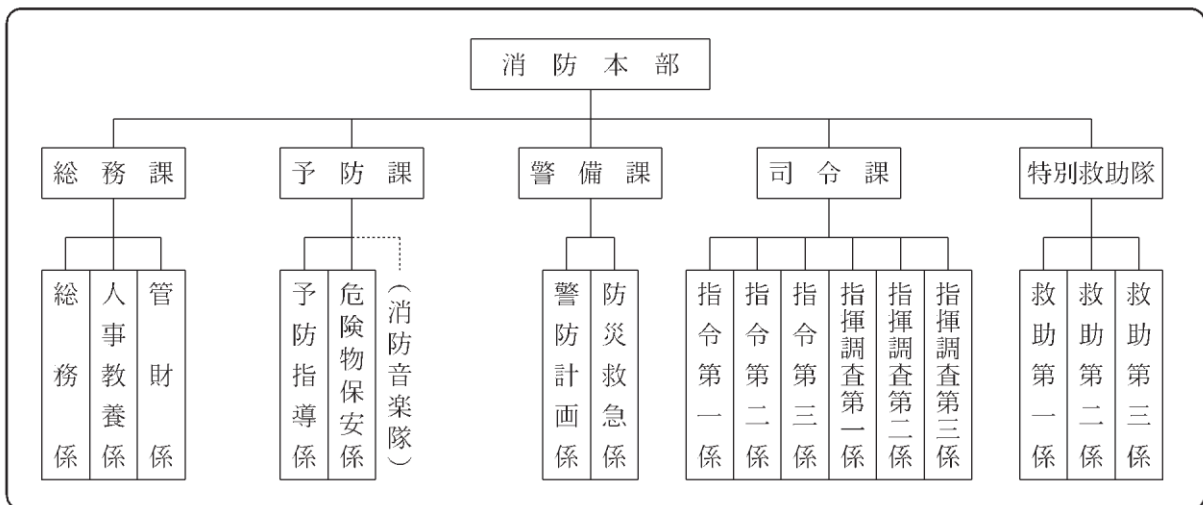 消防本部
総務課
予防課
警備課
司令課
特別救助隊
総務係
人事教養係
管財係
予防指導係
危険物保安係
(消防音楽隊)
警防計画係
防災救急係
指令第一係
指令第二係
指令第三係
指揮調査第一係
指揮調査第二係
指揮調査第三係
救助第一係
救助第二係
救助第三係